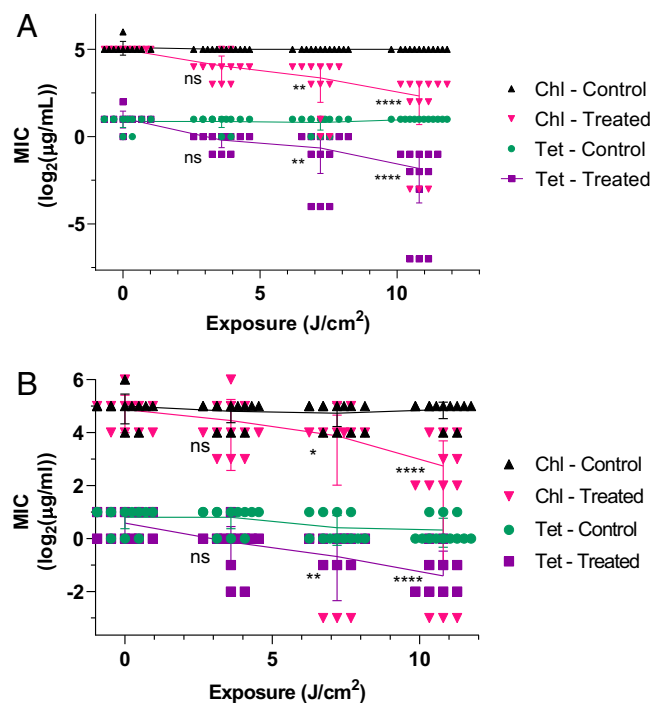 A
MIC
(log2(µg/mL))
5
0
-5
ns
**
****
ns
**
****
0
5
10
Exposure (J/cm²)
Chl - Control
Chl - Treated
Tet - Control
Tet - Treated
B
MIC
(log2(µg/ml))
6
4
2
0
-2
ns
*
****
ns
**
****
0
5
10
Exposure (J/cm²)
Chl - Control
Chl - Treated
Tet - Control
Tet - Treated